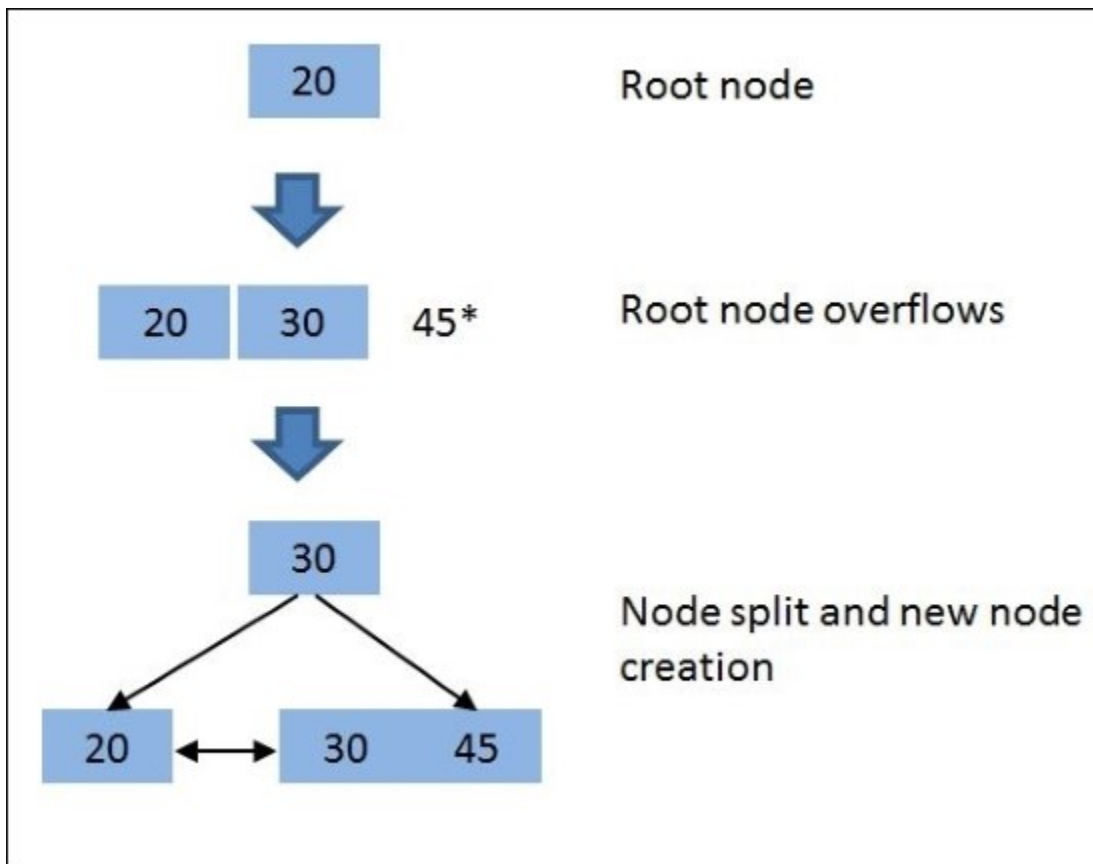 20 Root node
20 30 45* Root node overflows
30
Node split and new node
creation
20 30 45